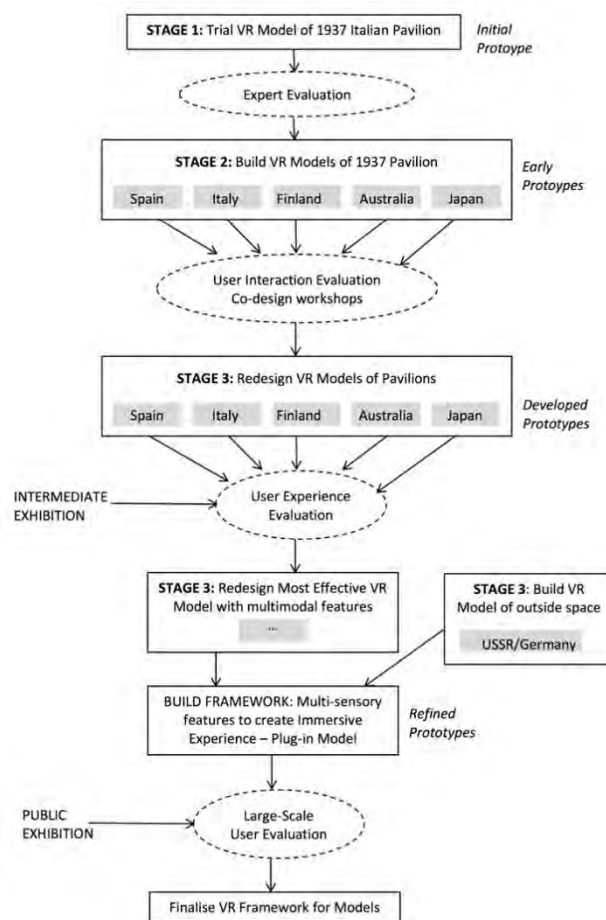 STAGE 1: Trial VR Model of 1937 Italian Pavilion
Initial
Protoype
Expert Evaluation
STAGE 2: Build VR Models of 1937 Pavilion
Spain Italy Finland Australia Japan
Early
Protoypes
User Interaction Evaluation
Co-design workshops
STAGE 3: Redesign VR Models of Pavilions
Spain Italy Finland Australia Japan
Developed
Prototypes
INTERMEDIATE
EXHIBITION
User Experience
Evaluation
STAGE 3: Redesign Most Effective VR
Model with multimodal features
...
STAGE 3: Build VR
Model of outside space
USSR/Germany
BUILD FRAMEWORK: Multi-sensory
features to create Immersive
Experience – Plug-in Model
Refined
Prototypes
PUBLIC
EXHIBITION
Large-Scale
User Evaluation
Finalise VR Framework for Models